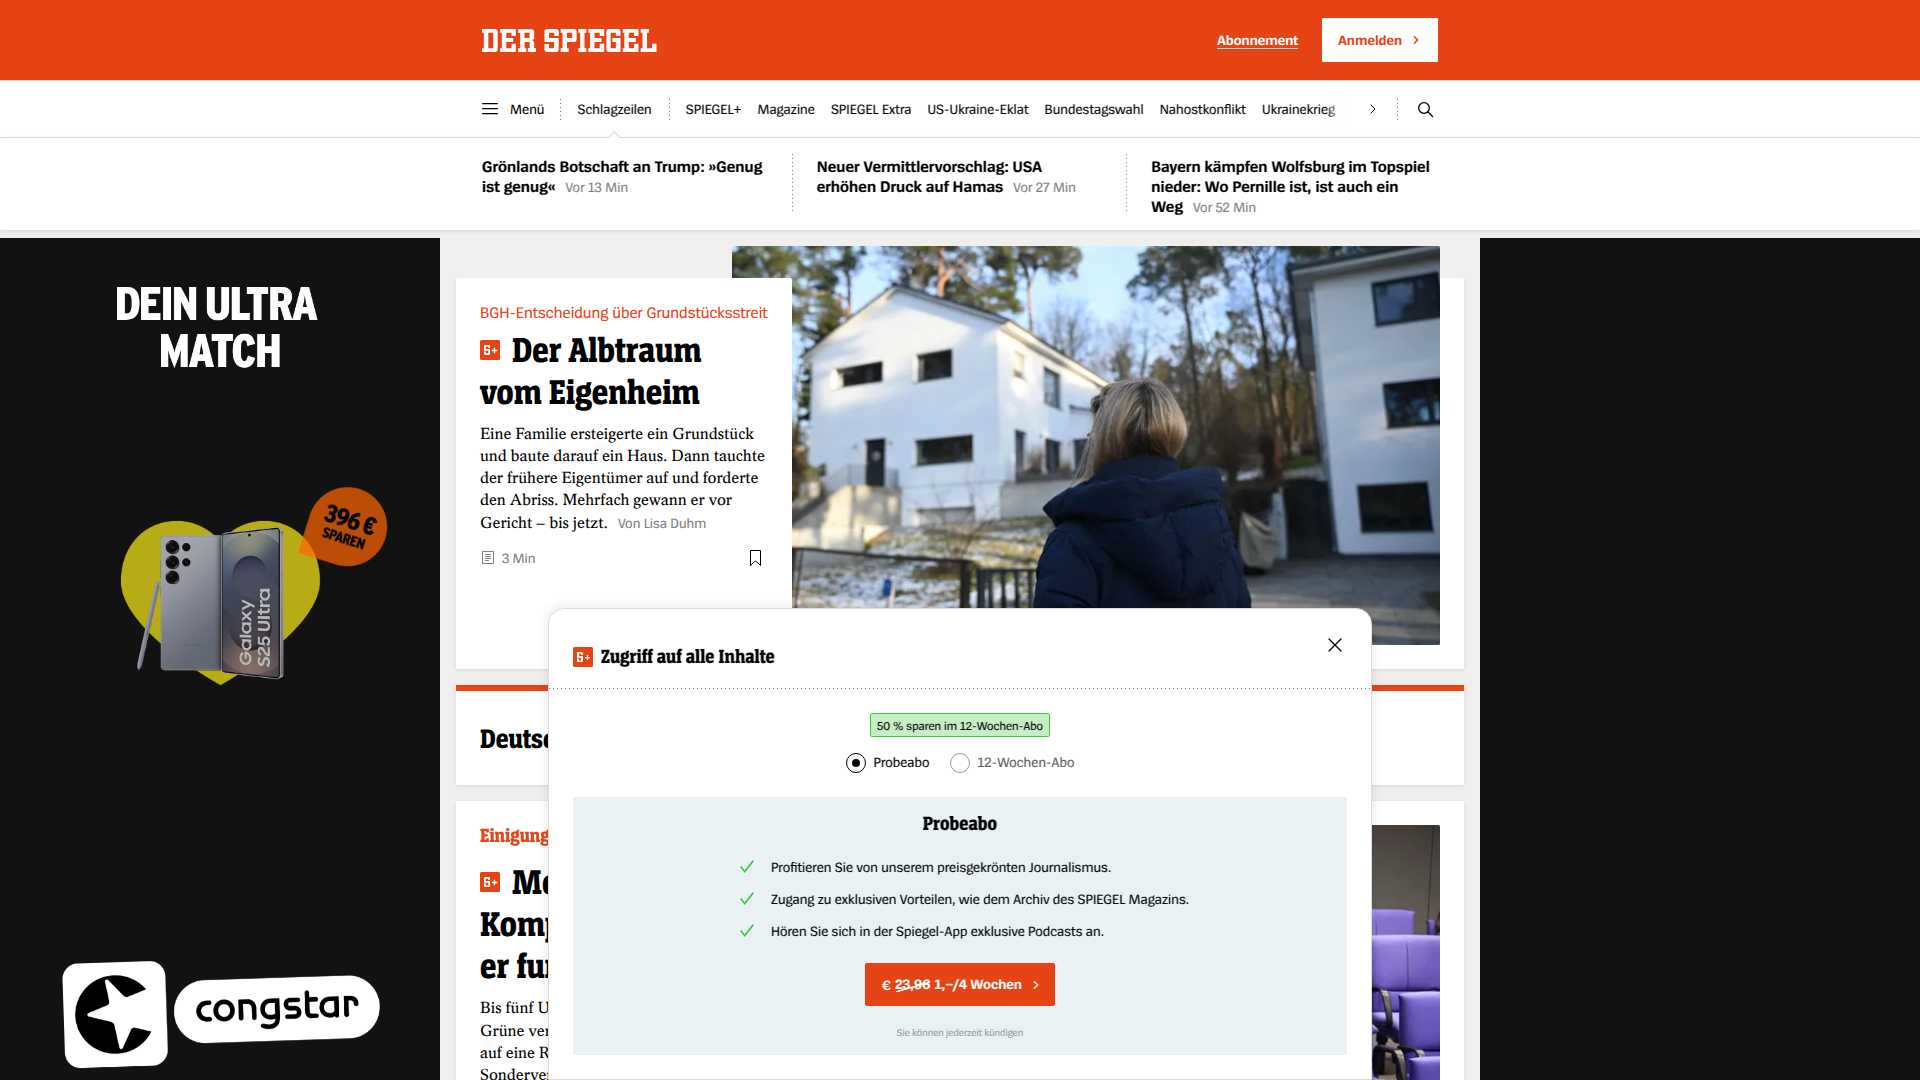 DER SPIEGEL
Abonnement
Anmelden
Menü
Schlagzeilen
SPIEGEL+
Magazine
SPIEGEL Extra
US-Ukraine-Eklat
Bundestagswahl
Nahostkonflikt
Ukrainekrieg
Grönlands Botschaft an Trump: »Genug
ist genug« Vor 13 Min
Neuer Vermittlervorschlag: USA
erhöhen Druck auf Hamas Vor 27 Min
Bayern kämpfen Wolfsburg im Topspiel
nieder: Wo Pernille ist, ist auch ein
Weg Vor 52 Min
DEIN ULTRA
MATCH
396 €
SPAREN
Galaxy
S25 Ultra
congstar
BGH-Entscheidung über Grundstücksstreit
Der Albtraum
vom Eigenheim
Eine Familie ersteigerte ein Grundstück
und baute darauf ein Haus. Dann tauchte
der frühere Eigentümer auf und forderte
den Abriss. Mehrfach gewann er vor
Gericht – bis jetzt. Von Lisa Duhm
3 Min
Zugriff auf alle Inhalte
50 % sparen im 12-Wochen-Abo
Probeabo
12-Wochen-Abo
Probeabo
Profitieren Sie von unserem preisgekrönten Journalismus.
Zugang zu exklusiven Vorteilen, wie dem Archiv des SPIEGEL Magazins.
Hören Sie sich in der Spiegel-App exklusive Podcasts an.
€ 23,96 1,–/4 Wochen
Sie können jederzeit kündigen
Einigung
er
Bis fünf U
Grüne
auf eine R